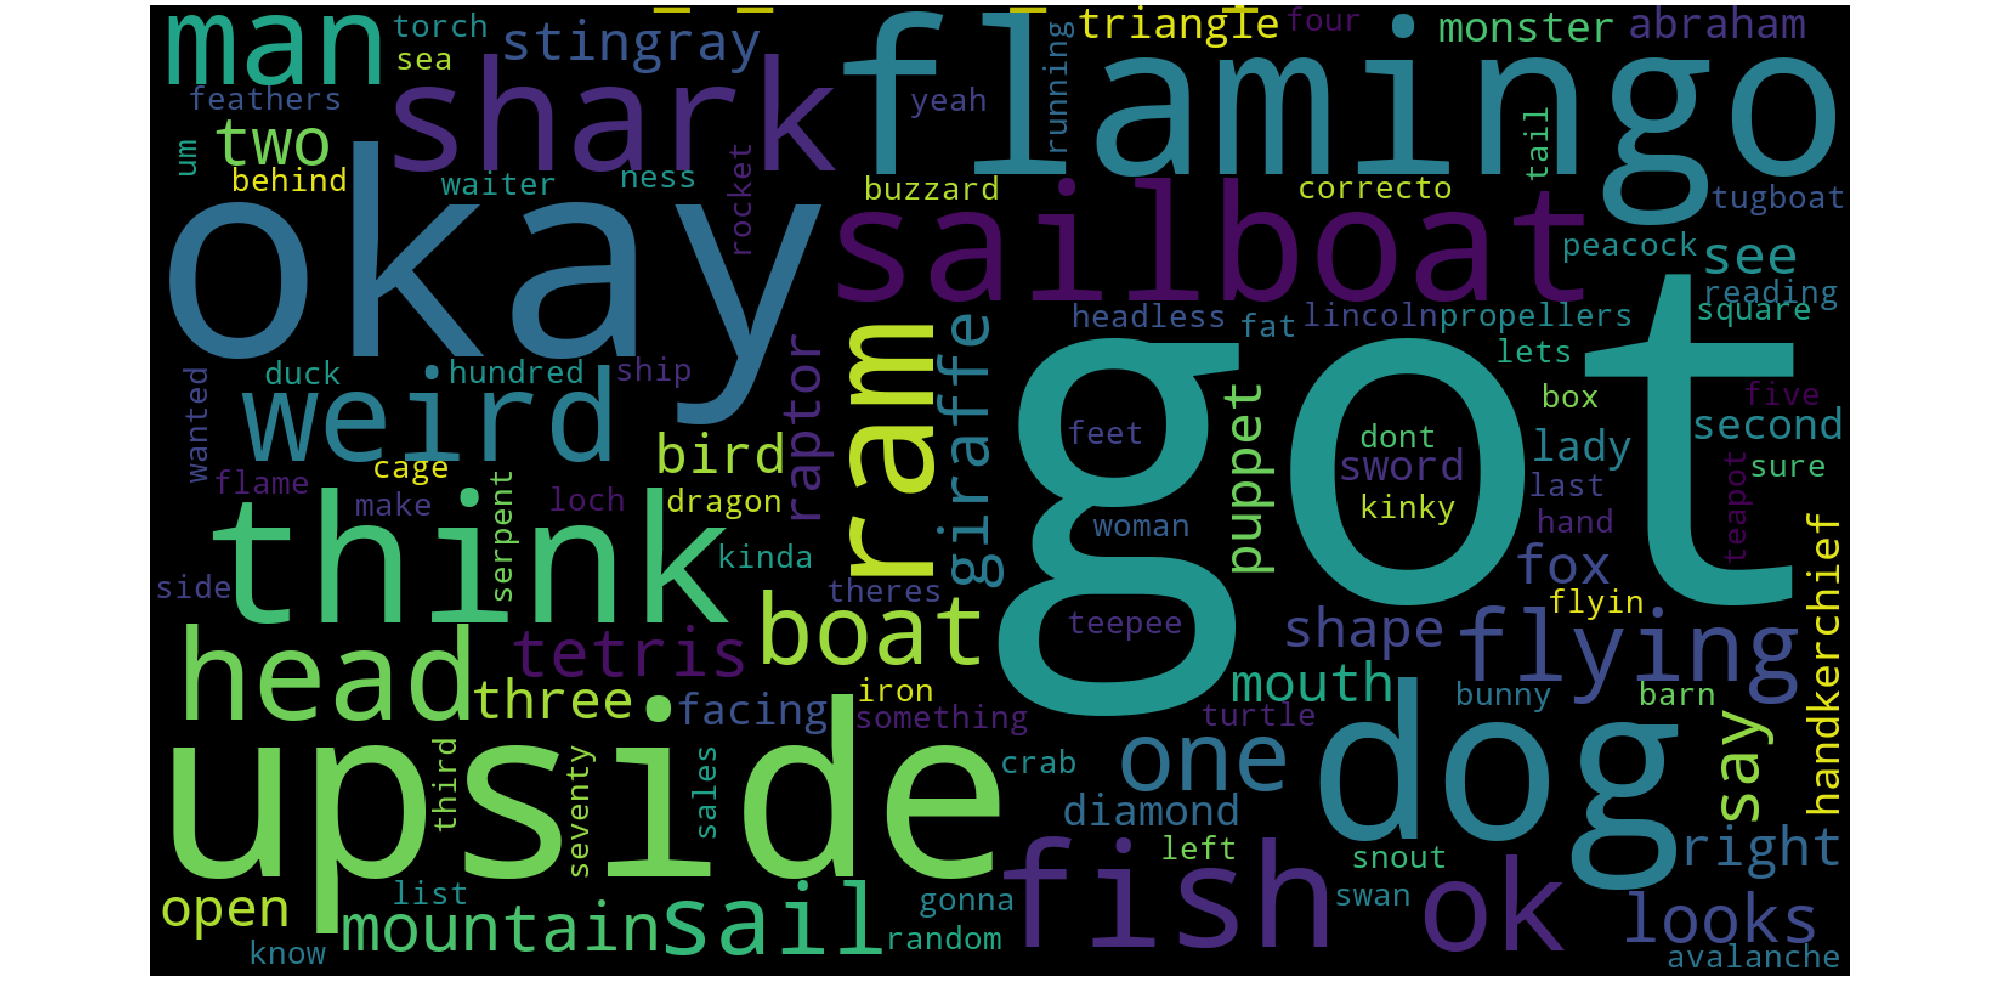 man
torch
sea
stingray
shark
flamingo
triangle
four
monster
abraham
feathers
yeah
running
tail
two
um
behind
waiter
ness
rocket
buzzard
correcto
tugboat
okay
sailboat
peacock
see
reading
square
headless
fat
lincoln
propellers
lets
duck
hundred
ship
raptor
ram
giraffe
got
puppet
box
five
wanted
weird
bird
feet
dont
lady
second
flame
cage
make
serpent
loch
dragon
sword
kinky
last
sure
teapot
think
kinda
woman
hand
fox
handkerchief
side
theres
flyin
boat
teepee
shape
flying
head
tetris
three
facing
iron
something
mouth
turtle
bunny
barn
upside
third
seventy
sales
crab
one
dog
say
diamond
left
snout
right
open
list
mountain
sail
gonna
random
fish
swan
ok
looks
know
avalanche